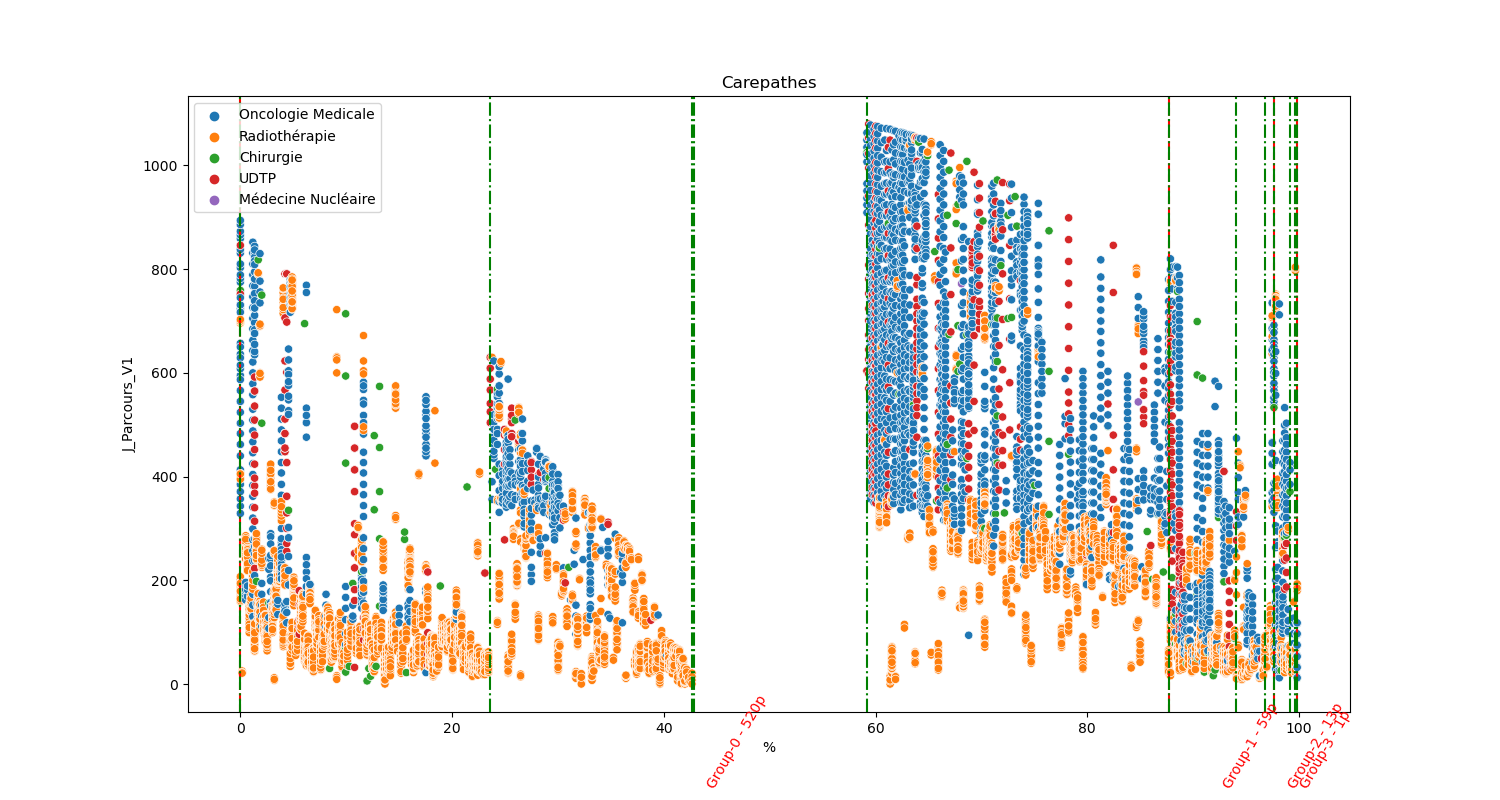 Carepathes
Oncologie Medicale
Radiothérapie
Chirurgie
UDTP
Médecine Nucléaire
J_Parcours_V1
1000
800
600
400
200
0
0
20
40
60
80
100
%
Group-0 - 520p
Group-1 - 59p
Group-2 - 13p
Group-3 - 1p